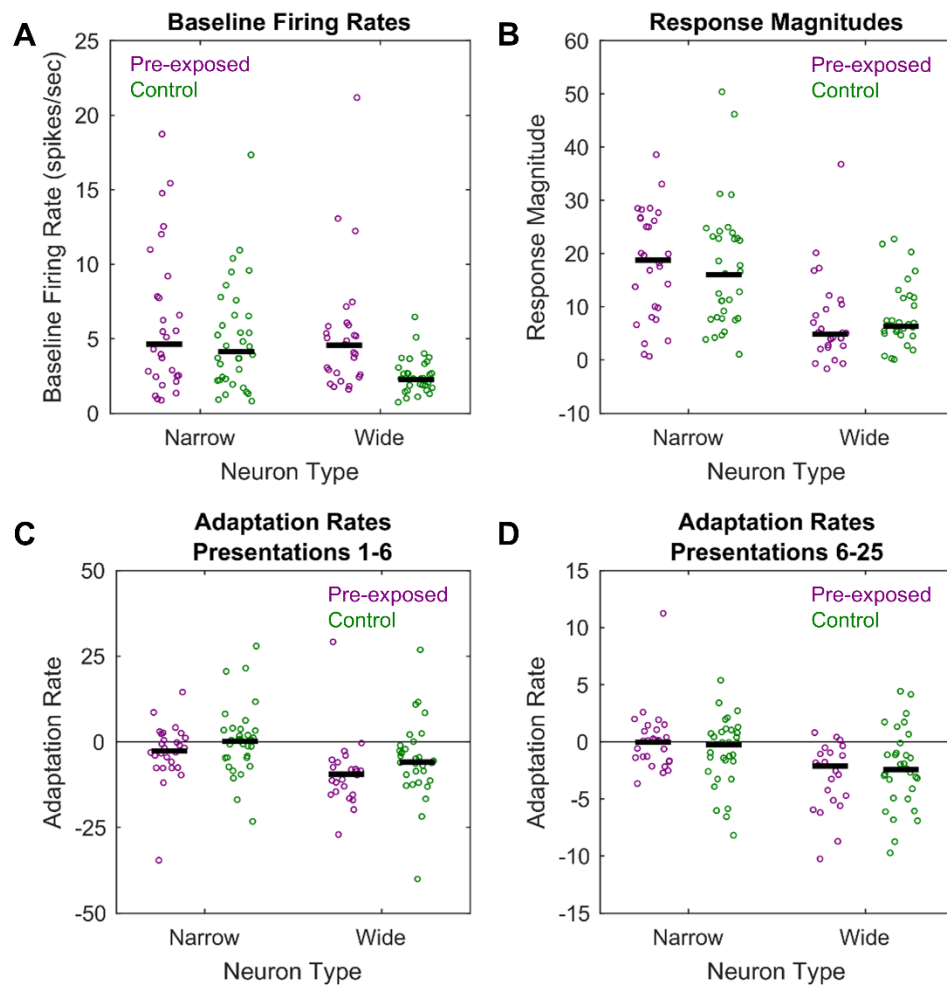 A
Baseline Firing Rates
Pre-exposed
Control
25
20
15
10
5
0
Baseline Firing Rate (spikes/sec)
Narrow
Wide
Neuron Type
B
Response Magnitudes
Pre-exposed
Control
60
50
40
30
20
10
0
-10
Response Magnitude
Narrow
Wide
Neuron Type
C
Adaptation Rates
Presentations 1-6
Pre-exposed
Control
50
25
0
-25
-50
Adaptation Rate
Narrow
Wide
Neuron Type
D
Adaptation Rates
Presentations 6-25
Pre-exposed
Control
15
10
5
0
-5
-10
-15
Adaptation Rate
Narrow
Wide
Neuron Type